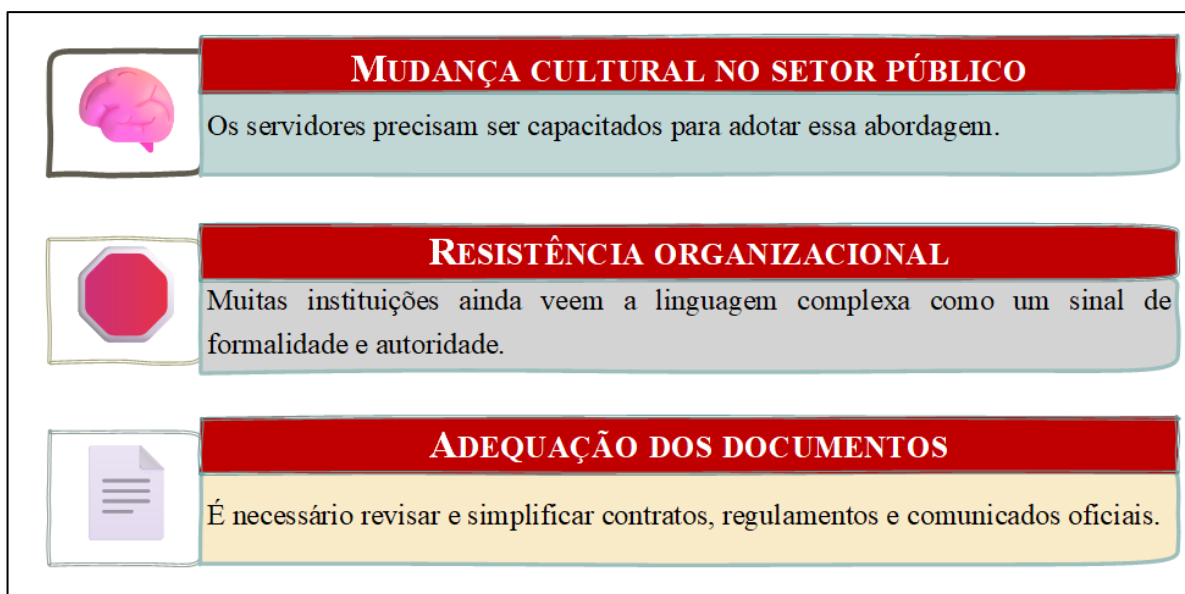 MUDANÇA CULTURAL NO SETOR PÚBLICO
Os servidores precisam ser capacitados para adotar essa abordagem.
RESISTÊNCIA ORGANIZACIONAL
Muitas instituições ainda veem a linguagem complexa como um sinal de
formalidade e autoridade.
ADEQUAÇÃO DOS DOCUMENTOS
É necessário revisar e simplificar contratos, regulamentos e comunicados oficiais.